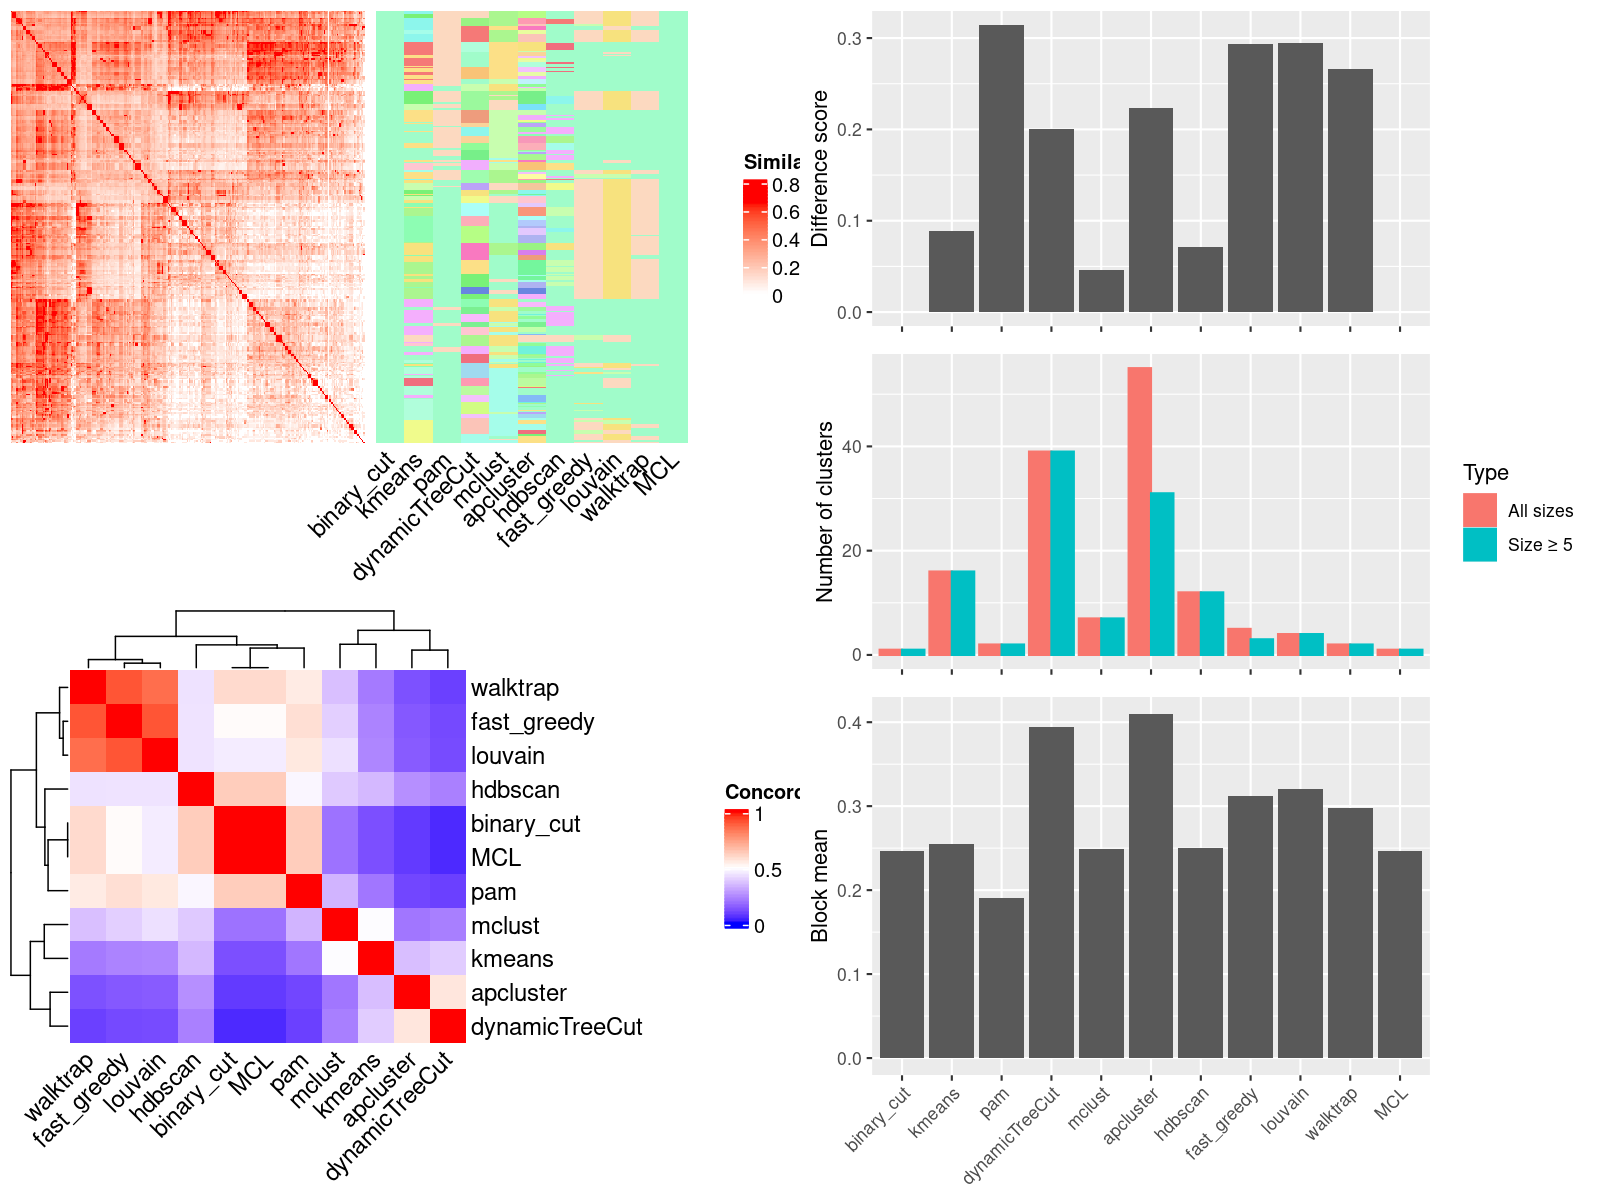 Simila
0.8
0.6
0.4
0.2
0
binary_cut
kmeans
pam
dynamicTreeCut
mclust
apcluster
hdbscan
fast_greedy
louvain
walktrap
MCL
walktrap
fast_greedy
louvain
hdbscan
binary_cut
MCL
pam
mclust
kmeans
apcluster
dynamicTreeCut
walktrap
fast_greedy
louvain
hdbscan
binary_cut
MCL
pam
mclust
kmeans
apcluster
dynamicTreeCut
Concor
1
0.5
0
Difference score
0.3
0.2
0.1
0.0
Number of clusters
40
20
0
Type
All sizes
Size ≥ 5
Block mean
0.4
0.3
0.2
0.1
0.0
binary_cut
kmeans
pam
dynamicTreeCut
mclust
apcluster
hdbscan
fast_greedy
louvain
walktrap
MCL